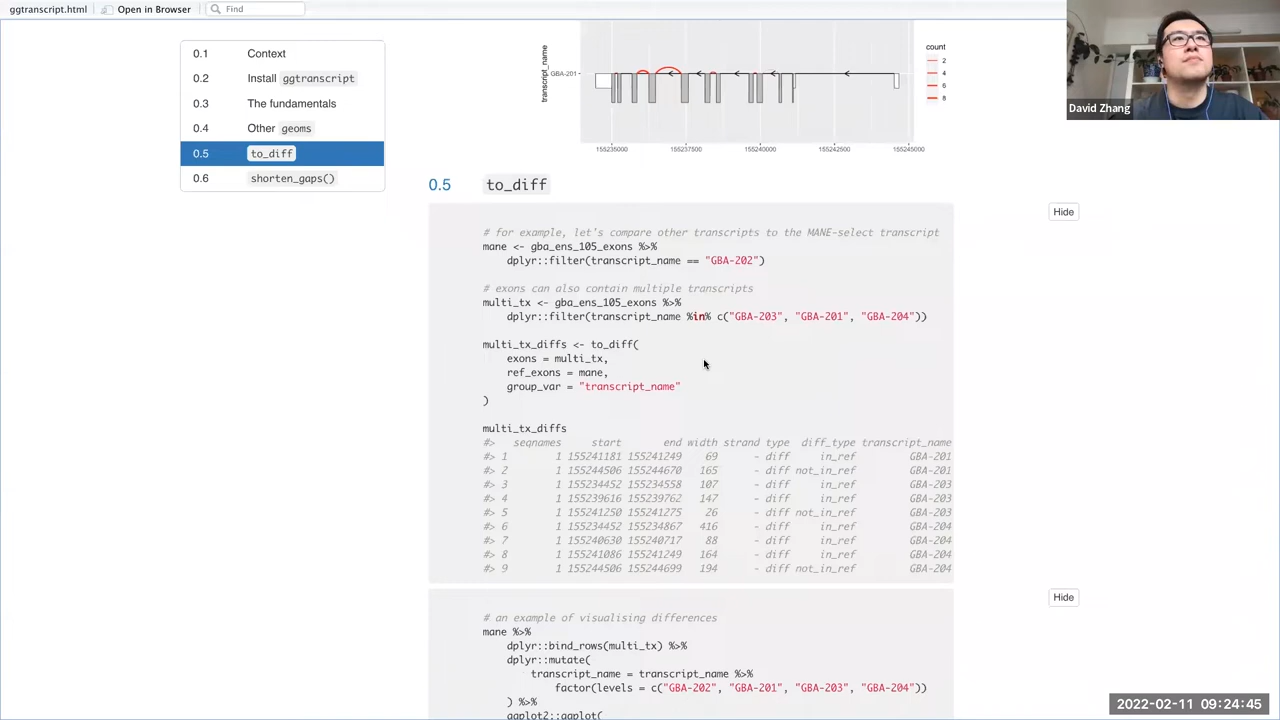 ggtranscript.html
Open in Browser
Find
David Zhang
0.1 Context
0.2 Install ggtranscript
0.3 The fundamentals
0.4 Other geoms
0.5 to_diff
0.6 shorten_gaps()
transcript_name
GBA-201
155235000 155237500 155240000 155242500 155245000
count
2
4
6
8
0.5 to_diff
Hide
# for example, let's compare other transcripts to the MANE-select transcript
mane <- gba_ens_105_exons %>%
dplyr::filter(transcript_name == "GBA-202")
# exons can also contain multiple transcripts
multi_tx <- gba_ens_105_exons %>%
dplyr::filter(transcript_name %in% c("GBA-203", "GBA-201", "GBA-204"))
multi_tx_diffs <- to_diff(
exons = multi_tx,
ref_exons = mane,
group_var = "transcript_name"
)
multi_tx_diffs
#> seqnames start end width strand type diff_type transcript_name
#> 1 1 155241181 155241249 69 - diff in_ref GBA-201
#> 2 1 155244506 155244670 165 - diff not_in_ref GBA-201
#> 3 1 155234452 155234558 107 - diff in_ref GBA-203
#> 4 1 155239616 155239762 147 - diff in_ref GBA-203
#> 5 1 155241250 155241275 26 - diff not_in_ref GBA-203
#> 6 1 155234452 155234867 416 - diff in_ref GBA-204
#> 7 1 155240630 155240717 88 - diff in_ref GBA-204
#> 8 1 155241086 155241249 164 - diff in_ref GBA-204
#> 9 1 155244506 155244699 194 - diff not_in_ref GBA-204
Hide
# an example of visualising differences
mane %>%
dplyr::bind_rows(multi_tx) %>%
dplyr::mutate(
transcript_name = transcript_name %>%
factor(levels = c("GBA-202", "GBA-201", "GBA-203", "GBA-204"))
) %>%
ggplot2::ggplot(
2022-02-11 09:24:45